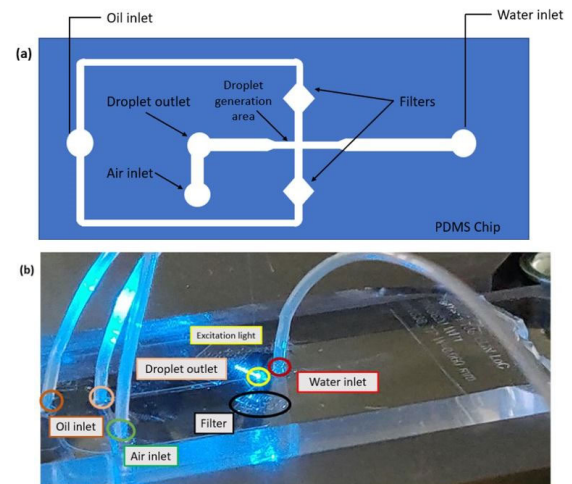 Oil inlet
Water inlet
(a)
Droplet outlet
Droplet
generation
area
Filters
Air inlet
PDMS Chip
(b)
Excitation light
Droplet outlet
Water inlet
Oil inlet
Filter
Air inlet